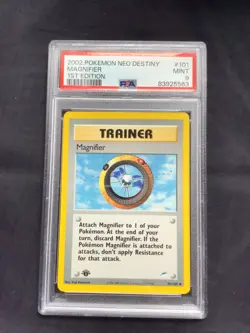 2002 POKEMON NEO DESTINY #101
MAGNIFIER MINT
1ST EDITION 9
PSA 83925563
TRAINER
Magnifier
Attach Magnifier to 1 of your
Pokémon. At the end of your
turn, discard Magnifier. If the
Pokémon Magnifier is attached to
attacks, don't apply Resistance
for that attack.